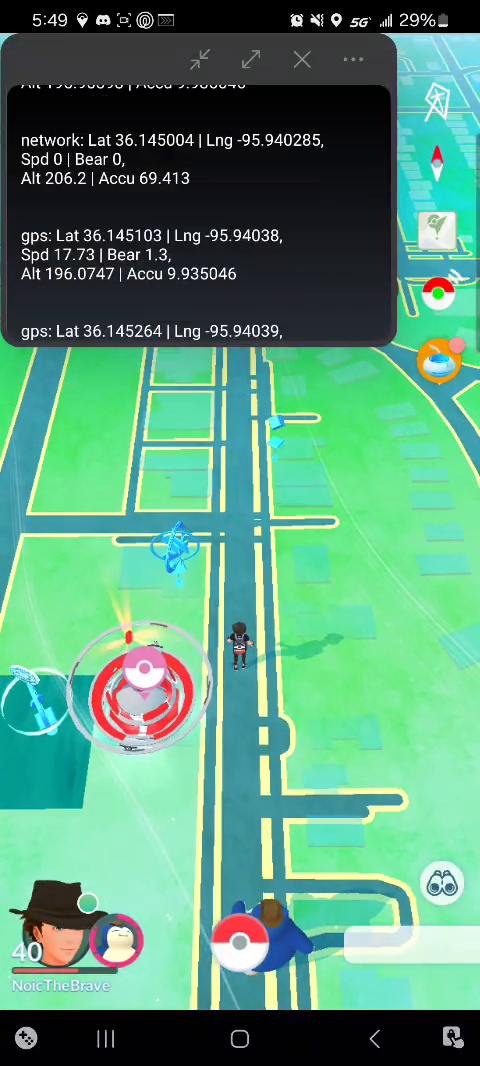 5:49
5G
29%
network: Lat 36.145004 | Lng -95.940285,
Spd 0 | Bear 0,
Alt 206.2 | Accu 69.413
gps: Lat 36.145103 | Lng -95.94038,
Spd 17.73 | Bear 1.3,
Alt 196.0747 | Accu 9.935046
gps: Lat 36.145264 | Lng -95.94039,
40
NoicTheBrave